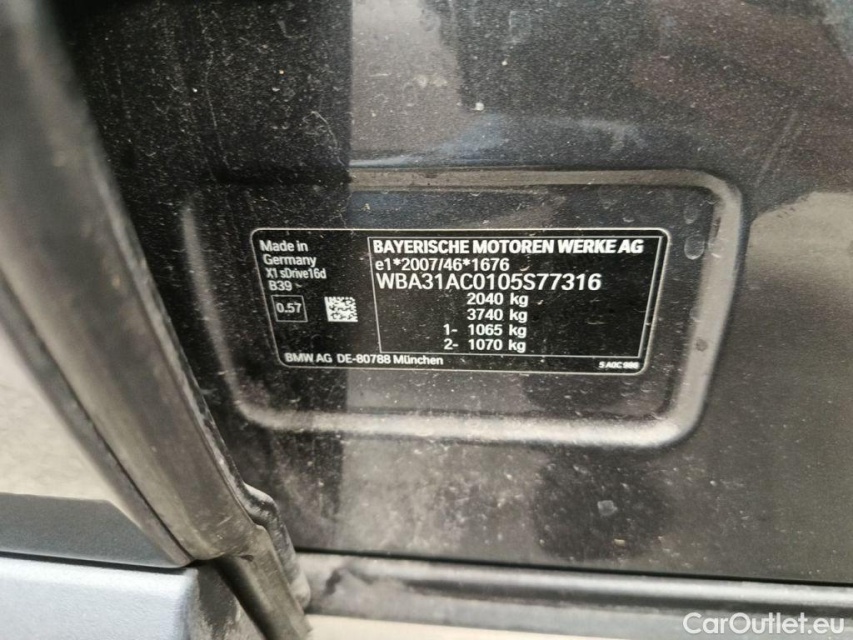 Made in
Germany
X1 sDrive16d
B39
0.57
BAYERISCHE MOTOREN WERKE AG
e1*2007/46*1676
WBA31AC0105S77316
2040 kg
3740 kg
1- 1065 kg
2- 1070 kg
BMW AG DE-80788 München
CarOutlet.eu